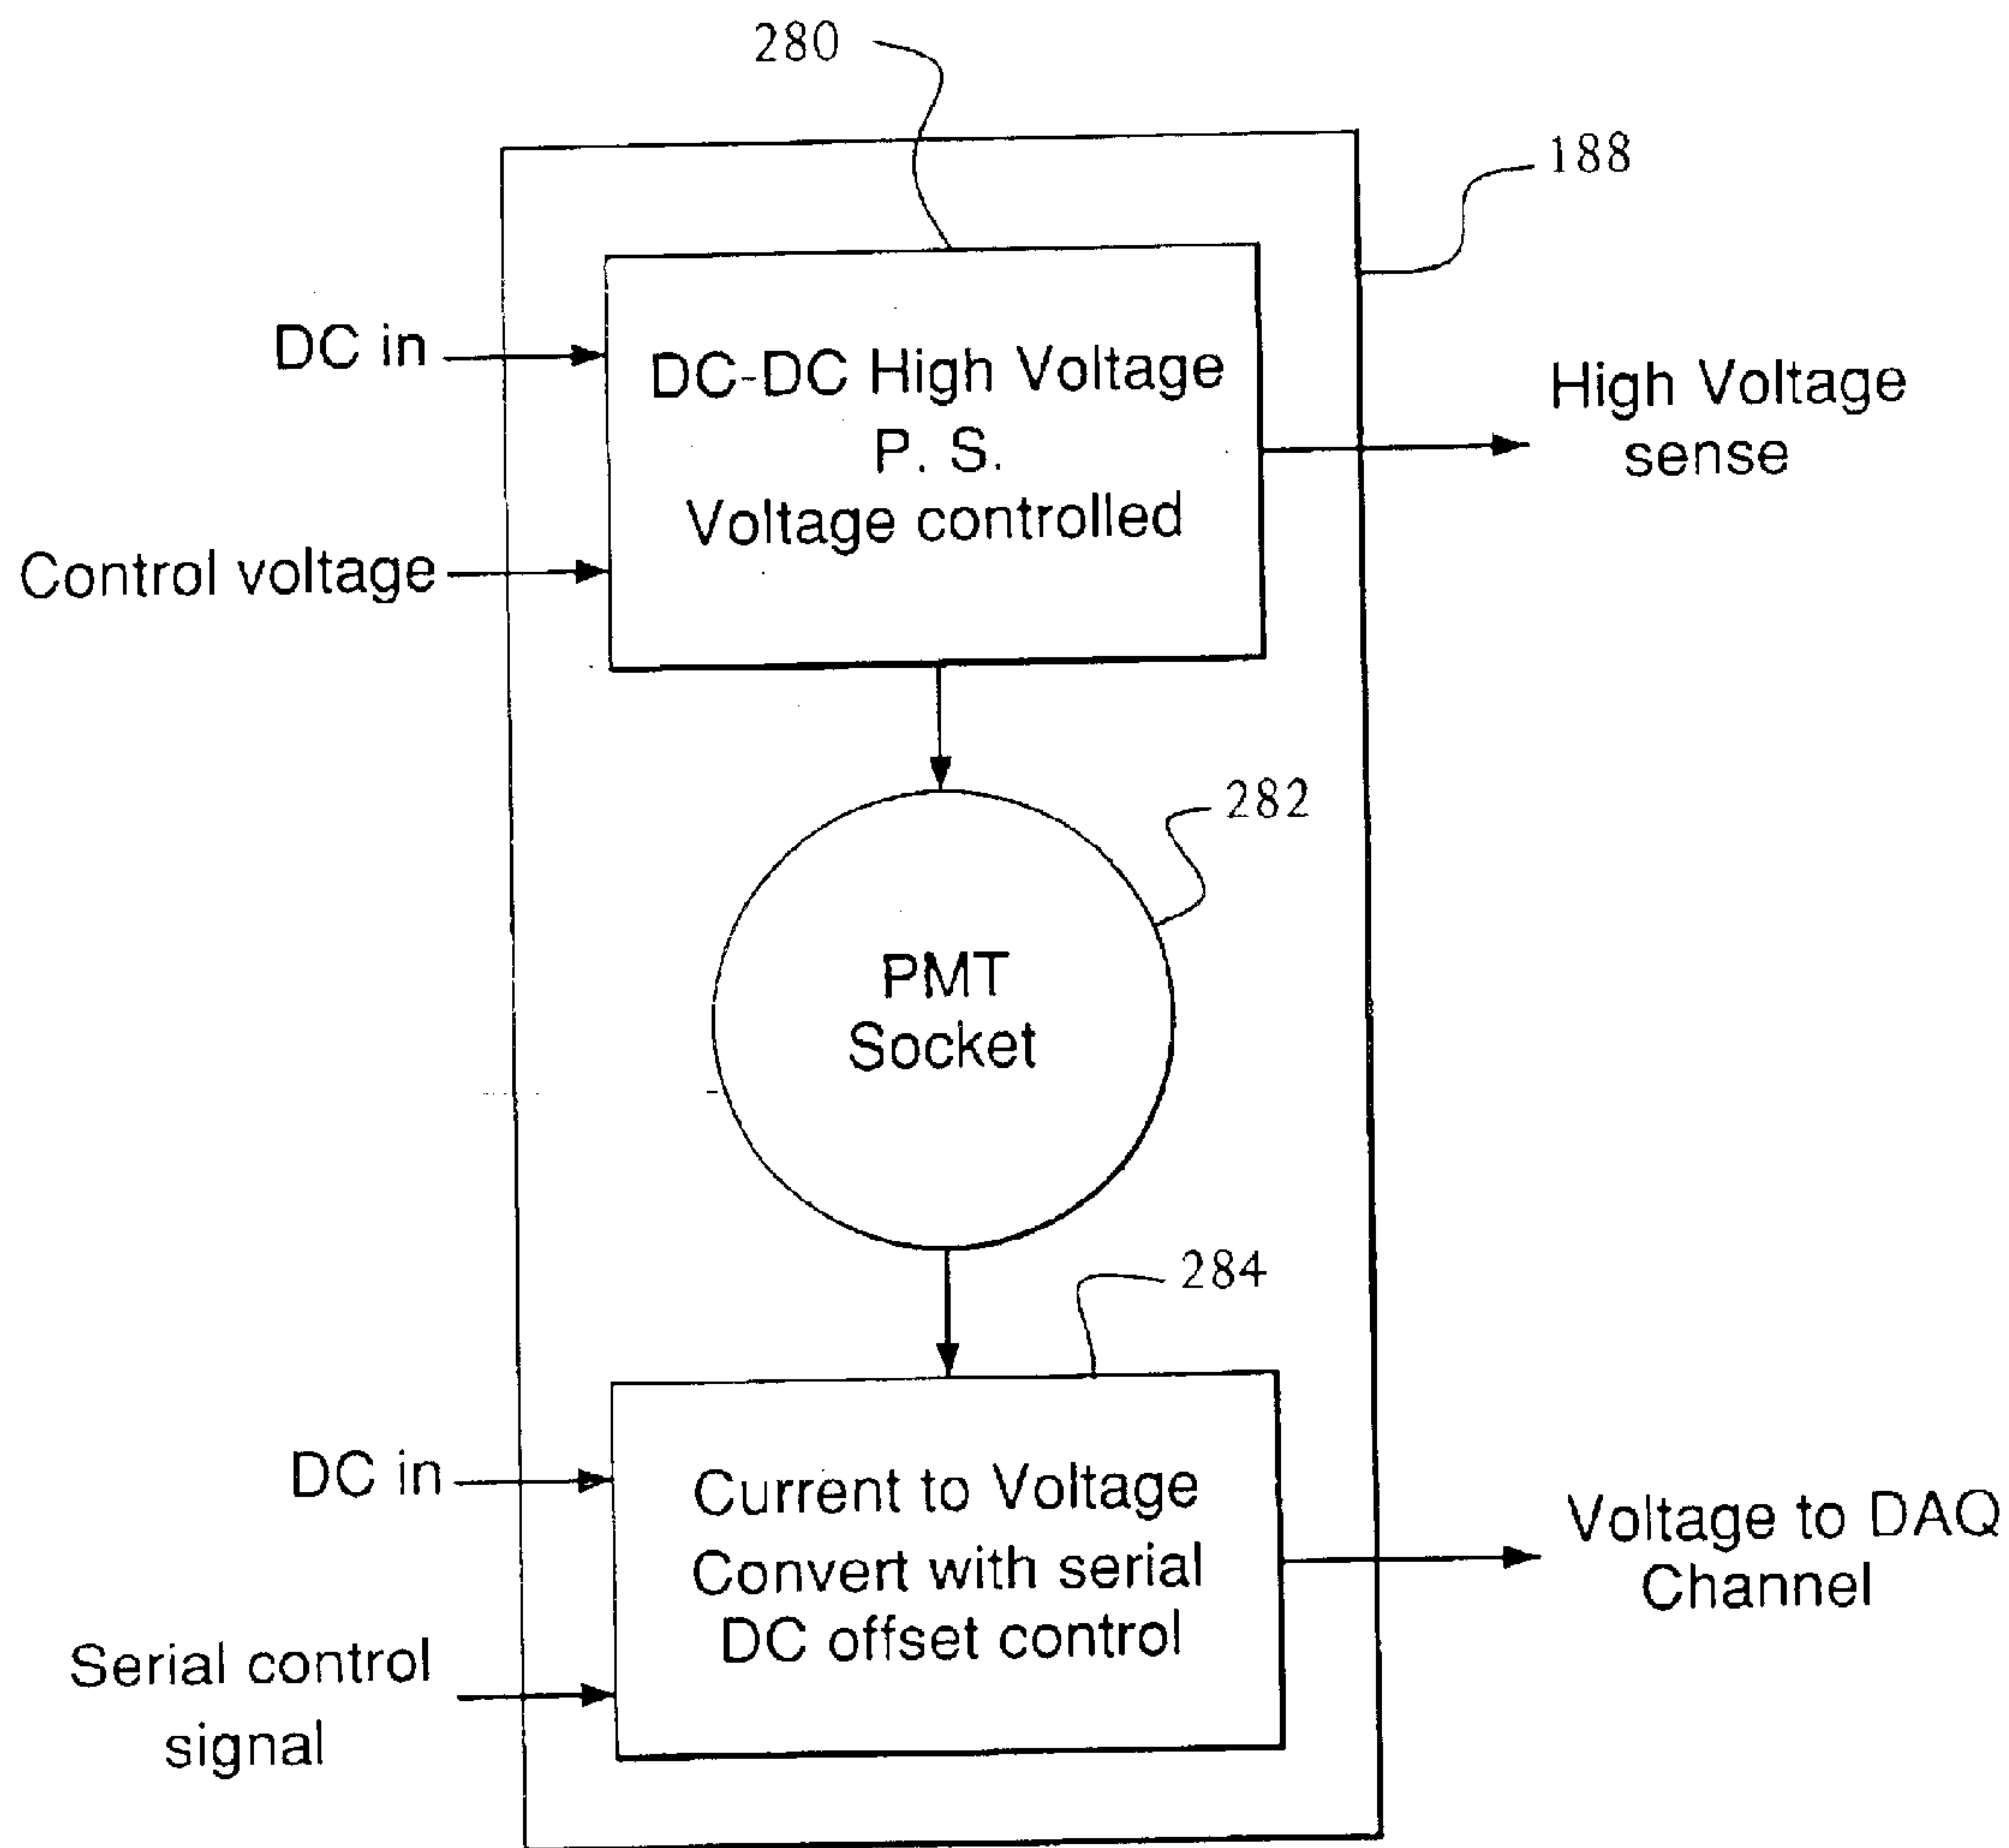 280
188
DC in
DC-DC High Voltage
P. S.
Voltage controlled
High Voltage
sense
Control voltage
282
PMT
Socket
284
DC in
Current to Voltage
Convert with serial
DC offset control
Voltage to DAQ
Channel
Serial control
signal